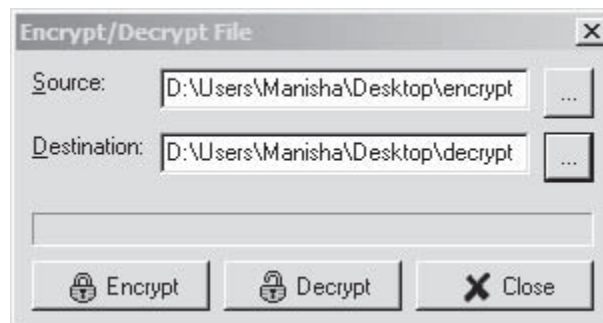 Encrypt/Decrypt File
Source: D:\Users\Manisha\Desktop\encrypt ...
Destination: D:\Users\Manisha\Desktop\decrypt ...
Encrypt Decrypt Close